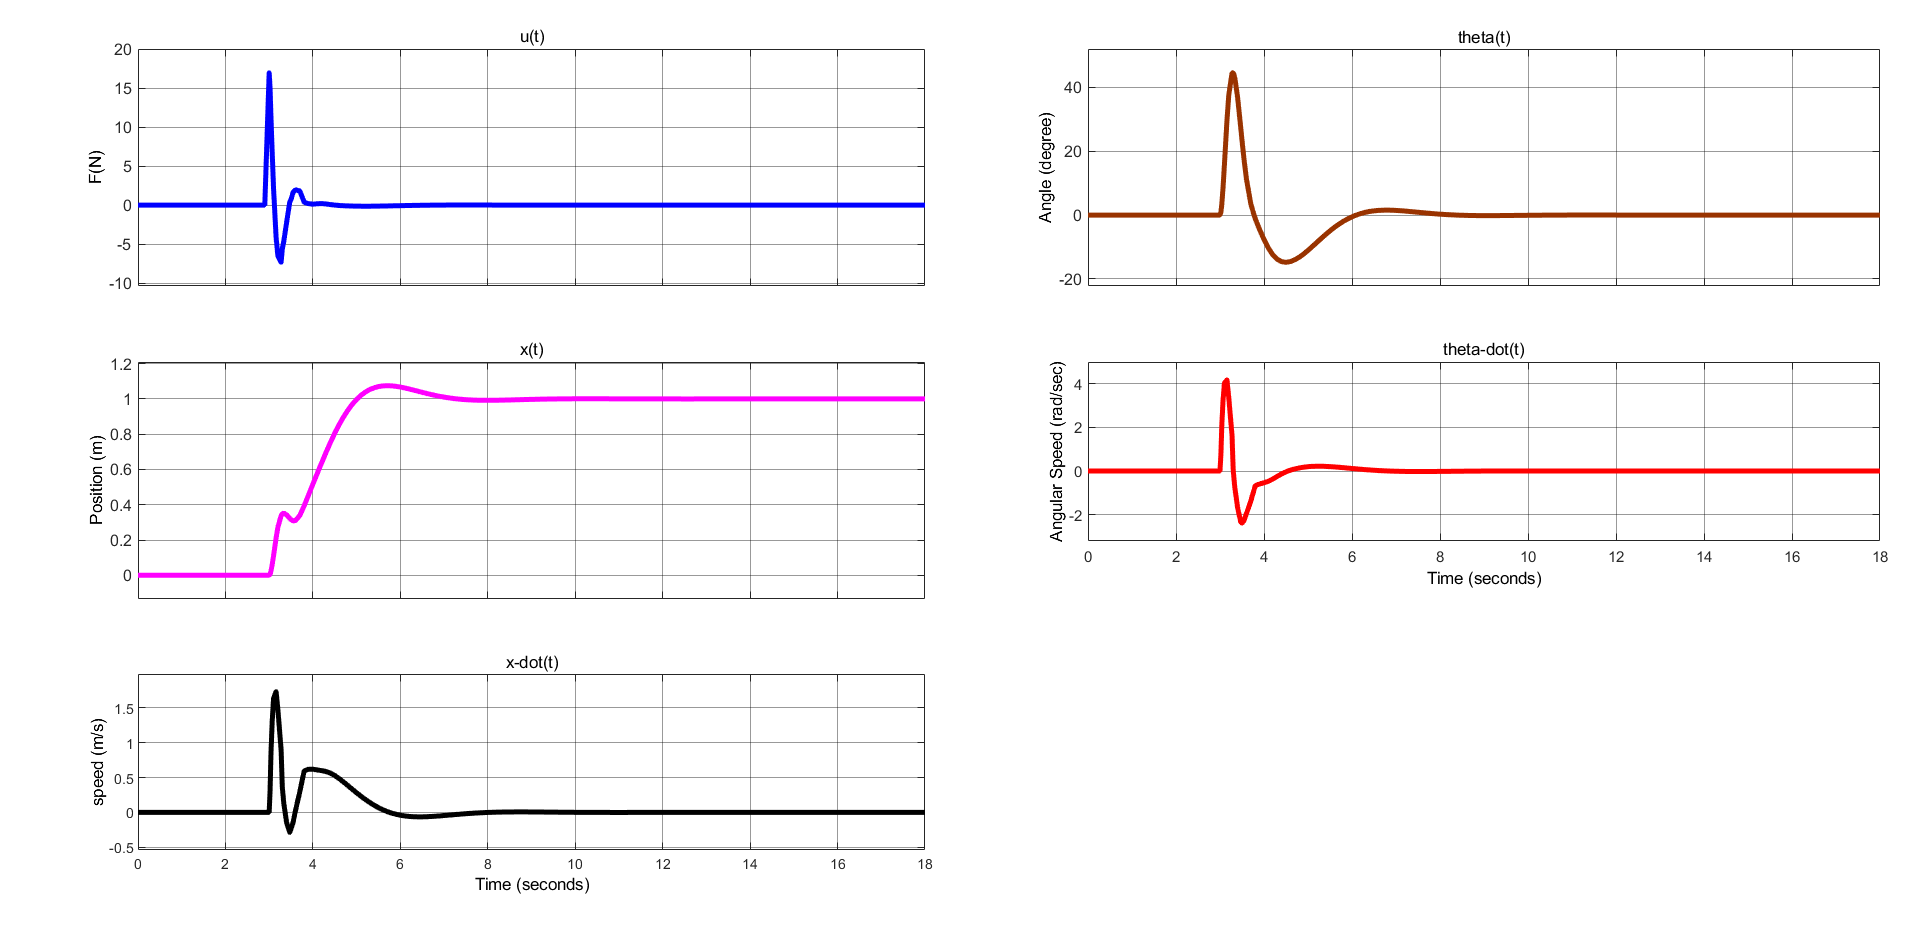 u(t)
20
15
10
5
0
-5
-10
F(N)
theta(t)
40
20
0
-20
Angle (degree)
x(t)
1.2
1
0.8
0.6
0.4
0.2
0
Position (m)
theta-dot(t)
4
2
0
-2
Angular Speed (rad/sec)
0 2 4 6 8 10 12 14 16 18
Time (seconds)
x-dot(t)
1.5
1
0.5
0
-0.5
speed (m/s)
0 2 4 6 8 10 12 14 16 18
Time (seconds)